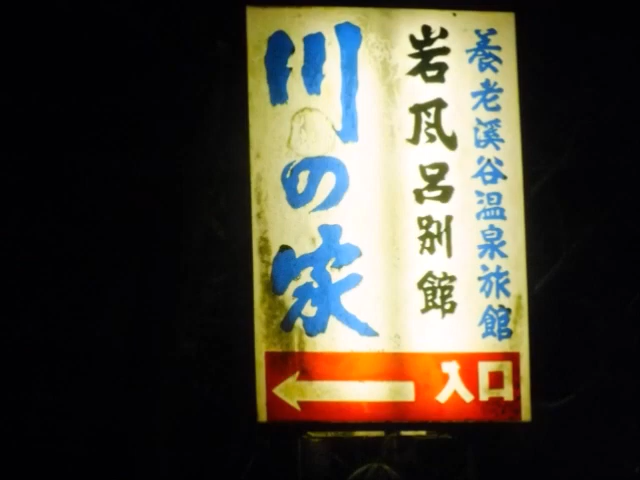 養老渓谷温泉旅館
岩風呂別館
川の家
入口